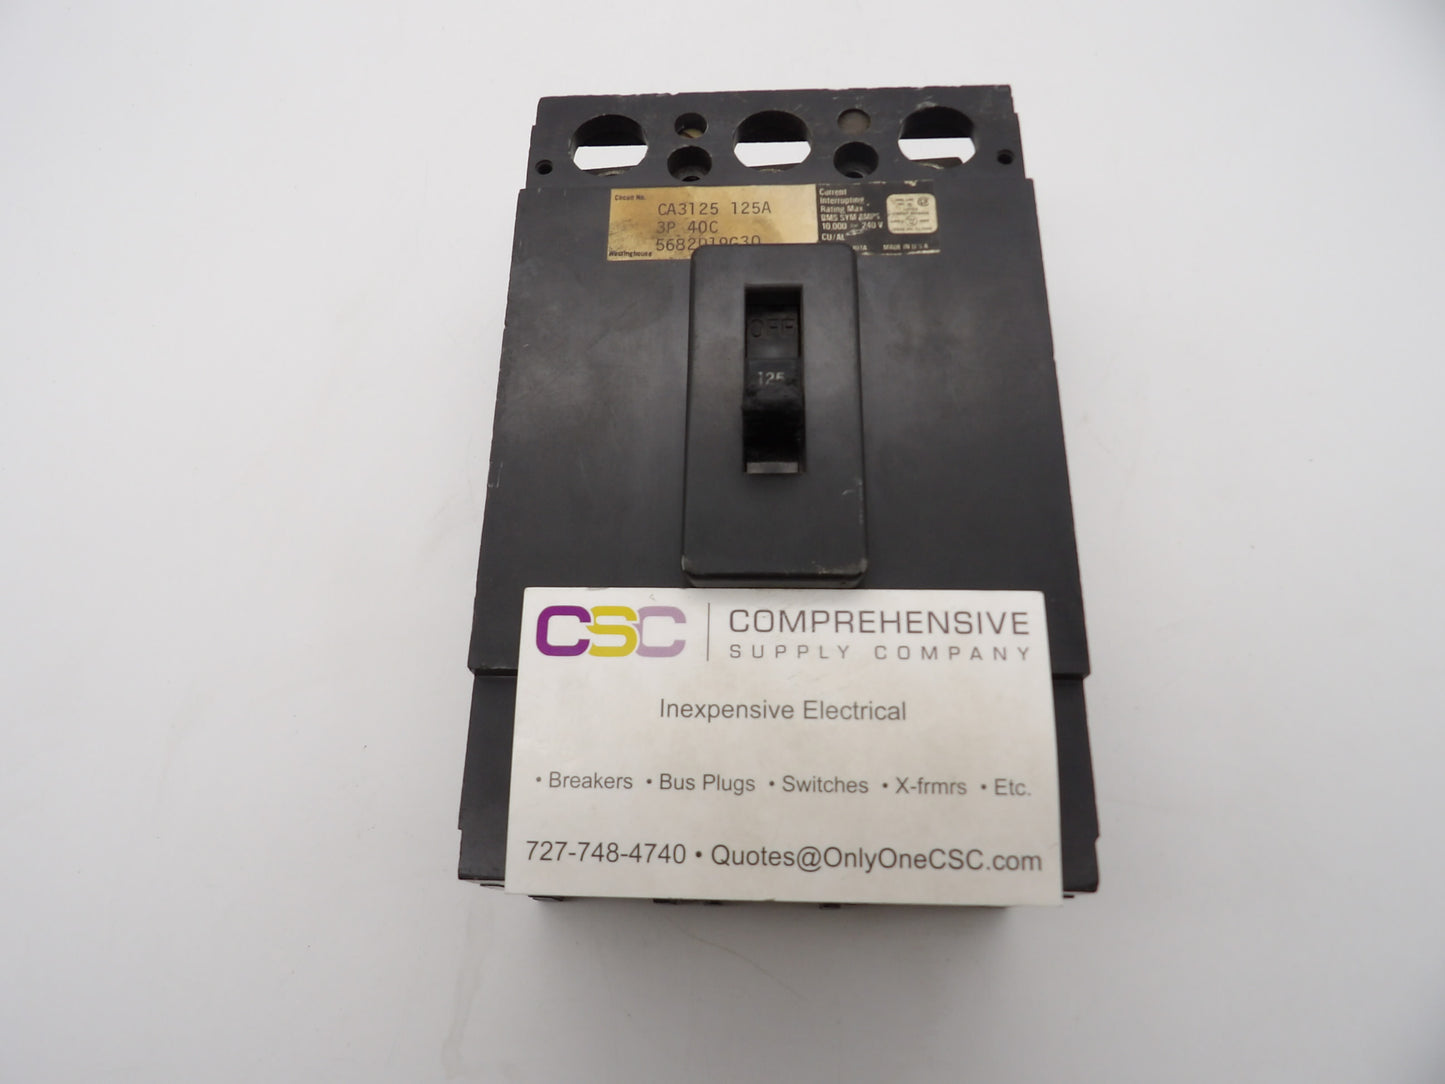 Circuit No.
CA3125 125A
3P 40C
5682D19G30
Westinghouse
Current
Interrupting
Rating Max
RMS SYM AMPS
10,000 240 V
CU/AL
MADE IN U.S.A.
OFF
125
CSC
COMPREHENSIVE
SUPPLY COMPANY
Inexpensive Electrical
• Breakers • Bus Plugs • Switches • X-frmrs • Etc.
727-748-4740 • Quotes@OnlyOneCSC.com